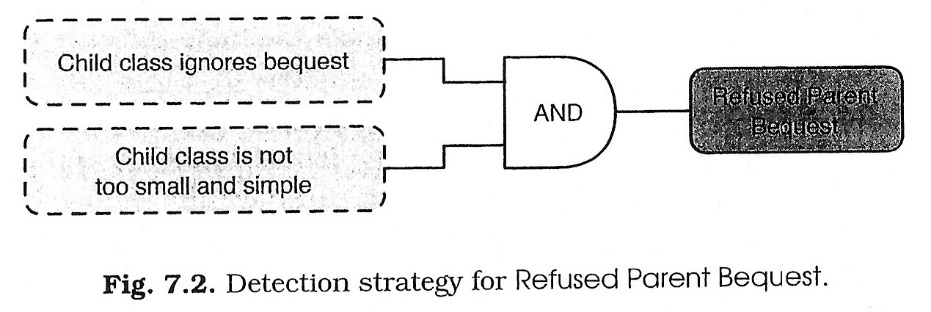 Child class ignores bequest
Child class is not
too small and simple
AND
Refused Parent
Bequest
Fig. 7.2. Detection strategy for Refused Parent Bequest.